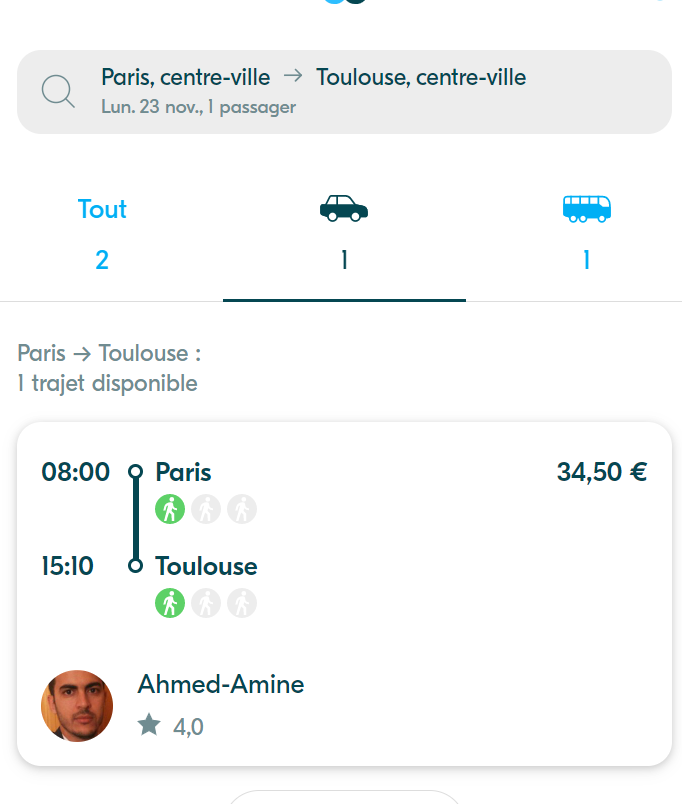 Paris, centre-ville → Toulouse, centre-ville
Lun. 23 nov., 1 passager
Tout
2 1 1
Paris → Toulouse :
1 trajet disponible
08:00 Paris 34,50 €
15:10 Toulouse
Ahmed-Amine
4,0